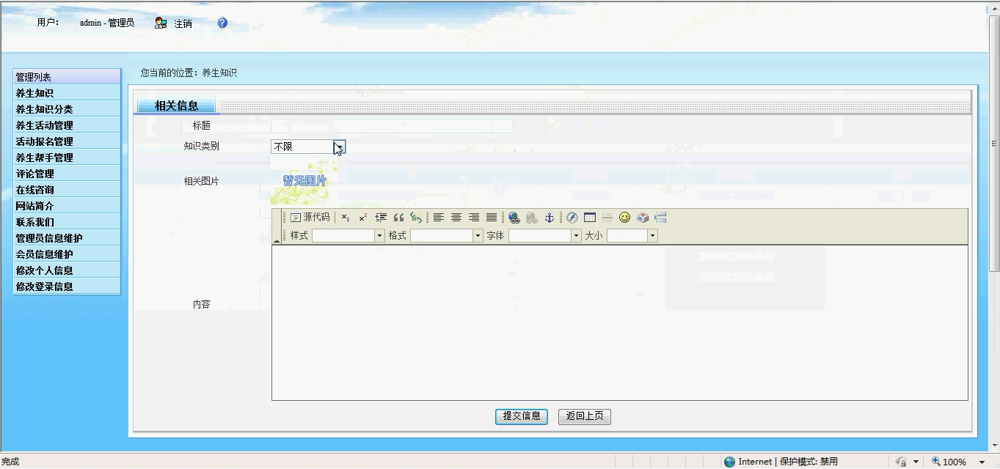 用户： admin - 管理员 注销
您当前的位置：养生知识
管理列表
养生知识
养生知识分类
养生活动管理
活动报名管理
养生帮手管理
评论管理
在线咨询
网站简介
联系我们
管理员信息维护
会员信息维护
修改个人信息
修改登录信息
相关信息
标题
知识类别 不限
相关图片 暂无图片
源代码
样式 格式 字体 大小
内容
提交信息 返回上页
完成 Internet | 保护模式: 禁用 100%